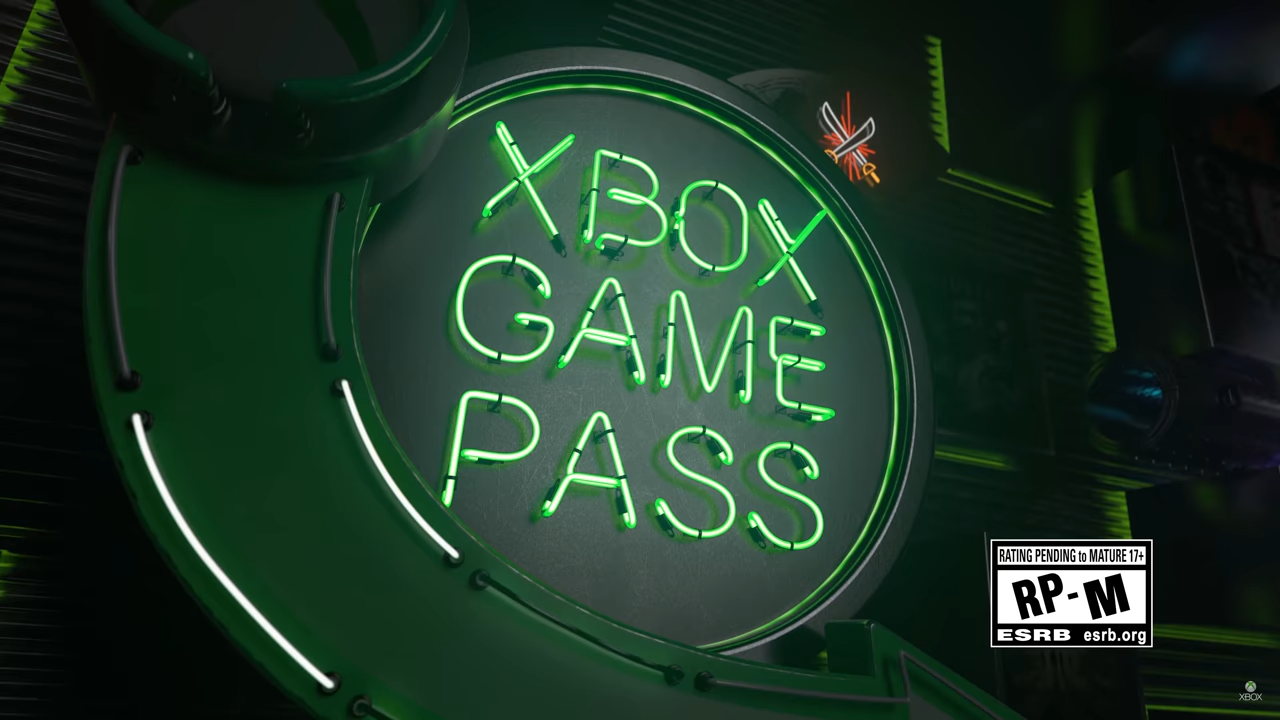 XBOX
GAME
PASS
RATING PENDING to MATURE 17+
RP-M
ESRB esrb.org
XBOX